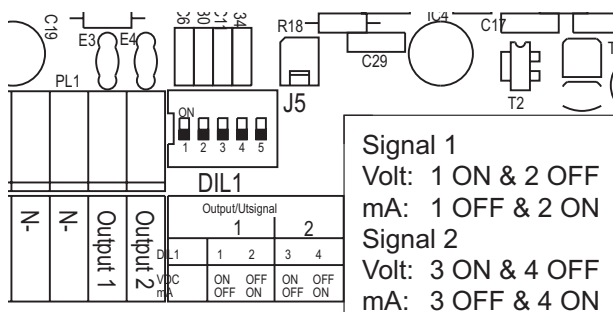 C19
E3
E4
C6
30
C11
34
R18
IC4
C17
C29
T
PL1
J5
T2
ON
1 2 3 4 5
DIL1
Signal 1
Volt: 1 ON & 2 OFF
mA: 1 OFF & 2 ON
Signal 2
Volt: 3 ON & 4 OFF
mA: 3 OFF & 4 ON
N-
N-
Output 1
Output 2
Output/Utsignal
1 2
DIL1 1 2 3 4
VDC ON OFF ON OFF
mA OFF ON OFF ON